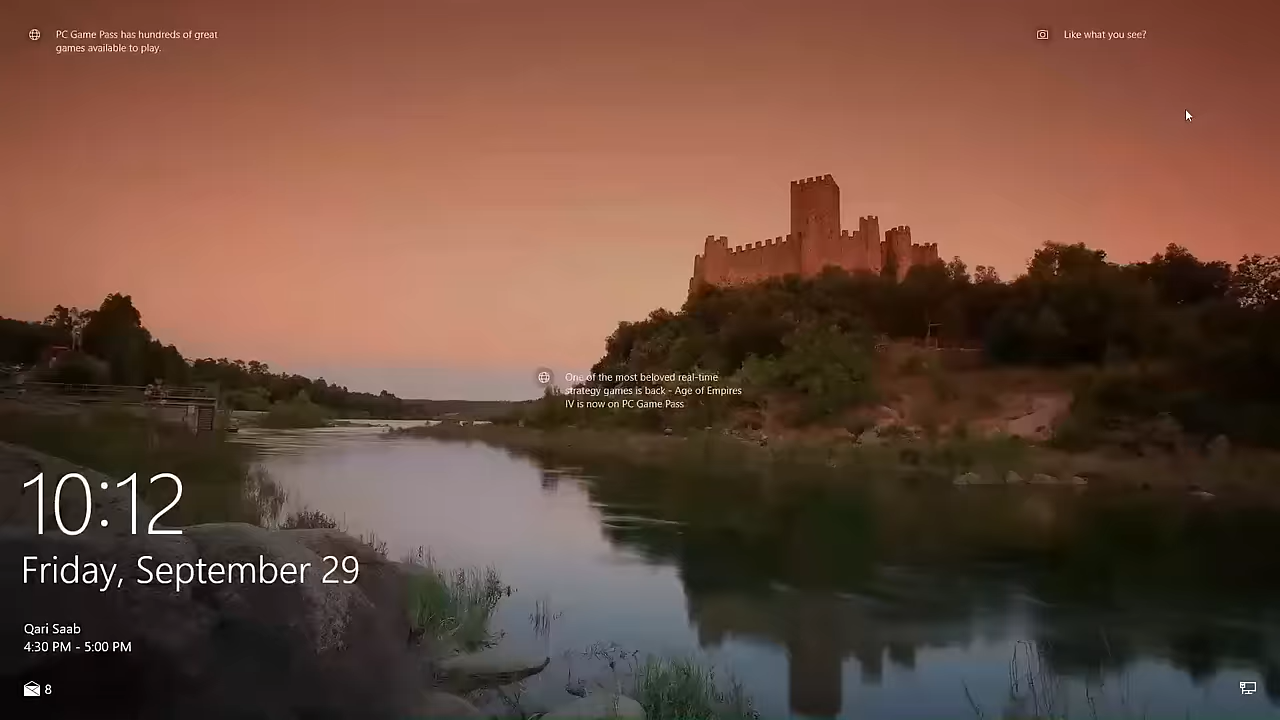 PC Game Pass has hundreds of great
games available to play.
Like what you see?
One of the most beloved real-time
strategy games is back - Age of Empires
IV is now on PC Game Pass
10:12
Friday, September 29
Qari Saab
4:30 PM - 5:00 PM
8